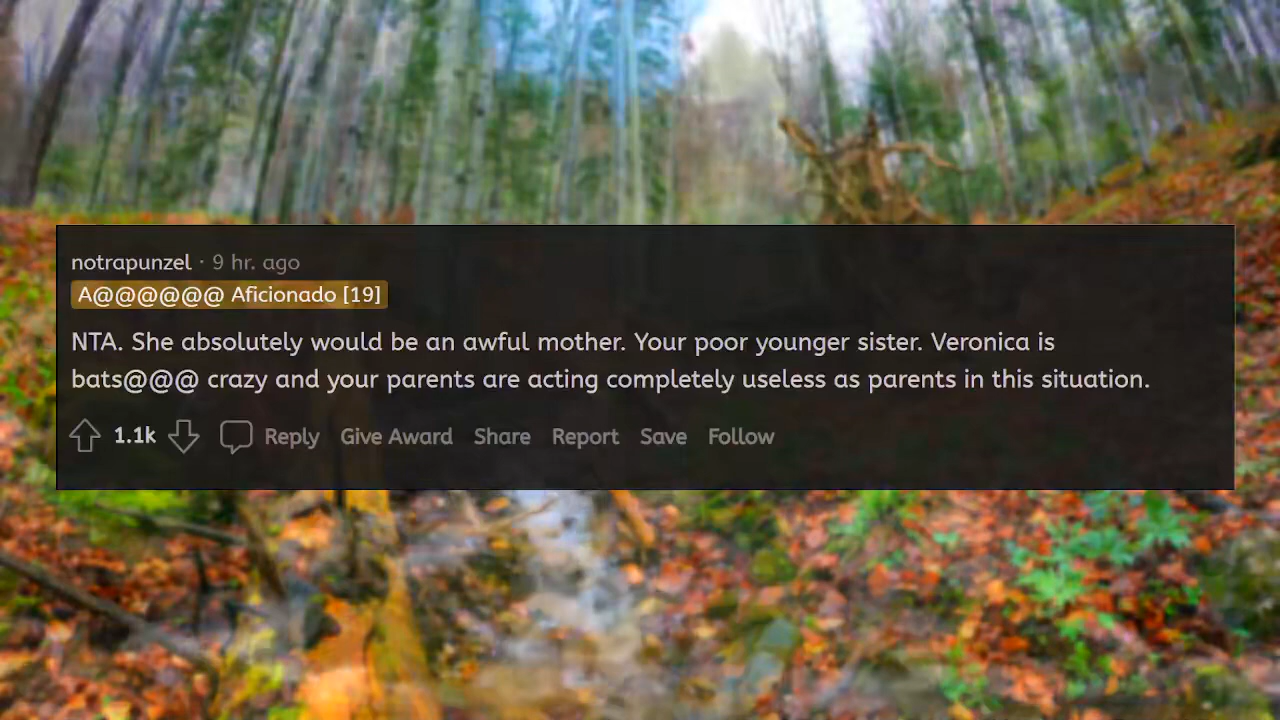 notrapunzel · 9 hr. ago
A@@@@@@ Aficionado [19]
NTA. She absolutely would be an awful mother. Your poor younger sister. Veronica is
bats@@@ crazy and your parents are acting completely useless as parents in this situation.
1.1k Reply Give Award Share Report Save Follow